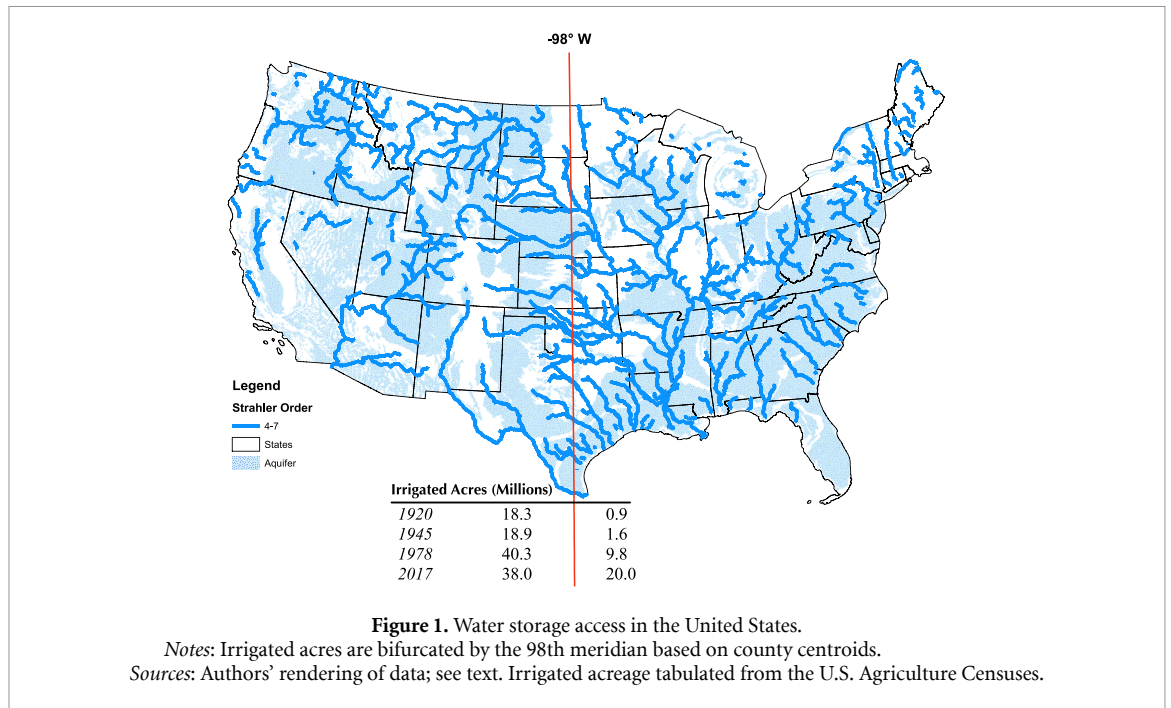 -98° W
Legend
Strahler Order
4-7
States
Aquifer
Irrigated Acres (Millions)
1920 18.3 0.9
1945 18.9 1.6
1978 40.3 9.8
2017 38.0 20.0
Figure 1. Water storage access in the United States.
Notes: Irrigated acres are bifurcated by the 98th meridian based on county centroids.
Sources: Authors' rendering of data; see text. Irrigated acreage tabulated from the U.S. Agriculture Censuses.